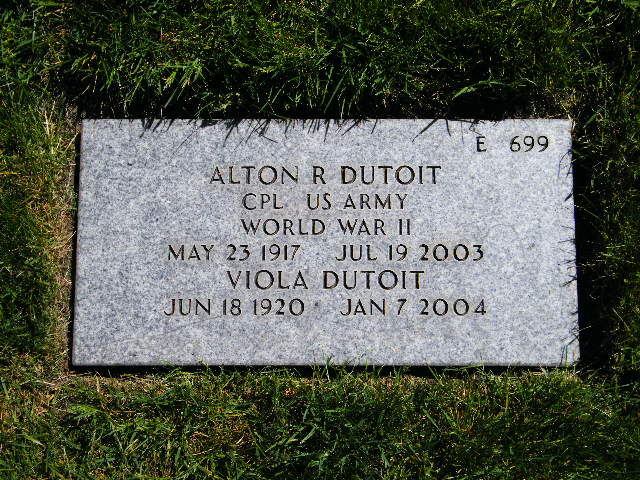 E 699
ALTON R DUTOIT
CPL US ARMY
WORLD WAR II
MAY 23 1917 JUL 19 2003
VIOLA DUTOIT
JUN 18 1920 JAN 7 2004